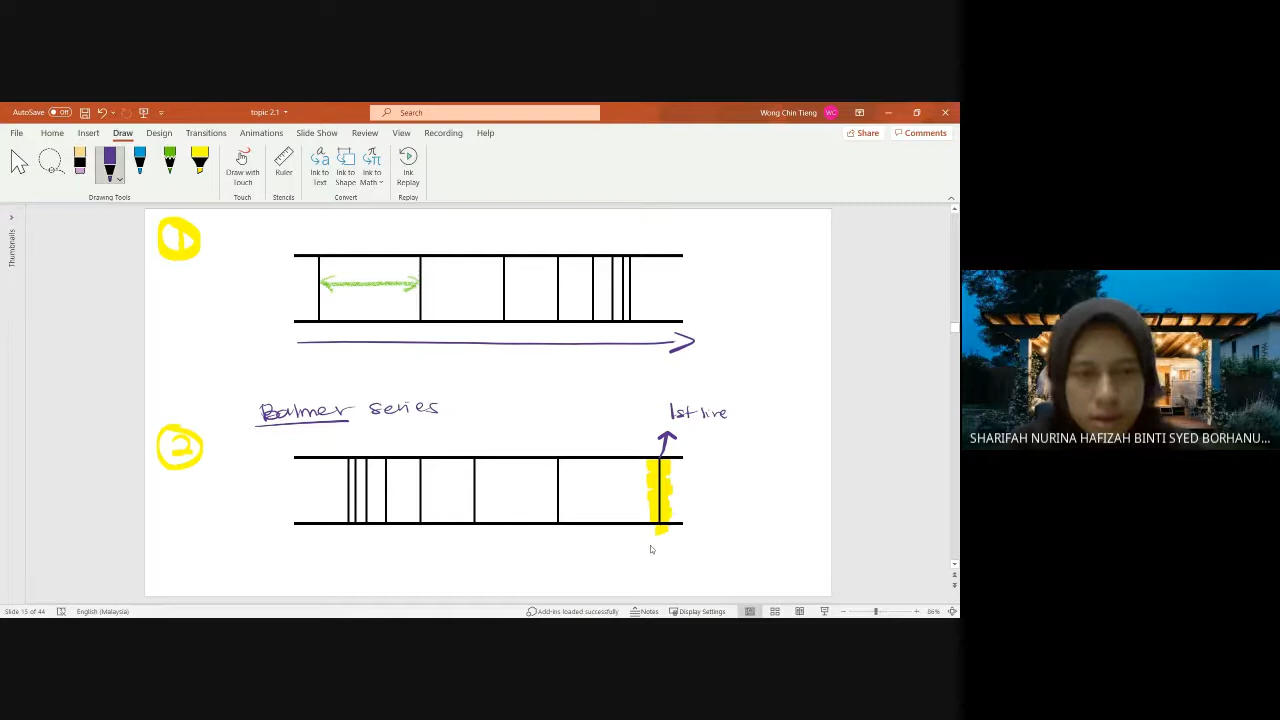 AutoSave Off topic 2.1 Search Wong Chin Tieng WC
File Home Insert Draw Design Transitions Animations Slide Show Review View Recording Help Share Comments
Draw with Touch Ruler Ink to Text Ink to Shape Ink to Math Ink Replay
Drawing Tools Touch Stencils Convert Replay
Thumbnails
1
Balmer series
1st line
2
SHARIFAH NURINA HAFIZAH BINTI SYED BORHANU...
Slide 15 of 44 English (Malaysia) Add-ins loaded successfully Notes Display Settings 86%